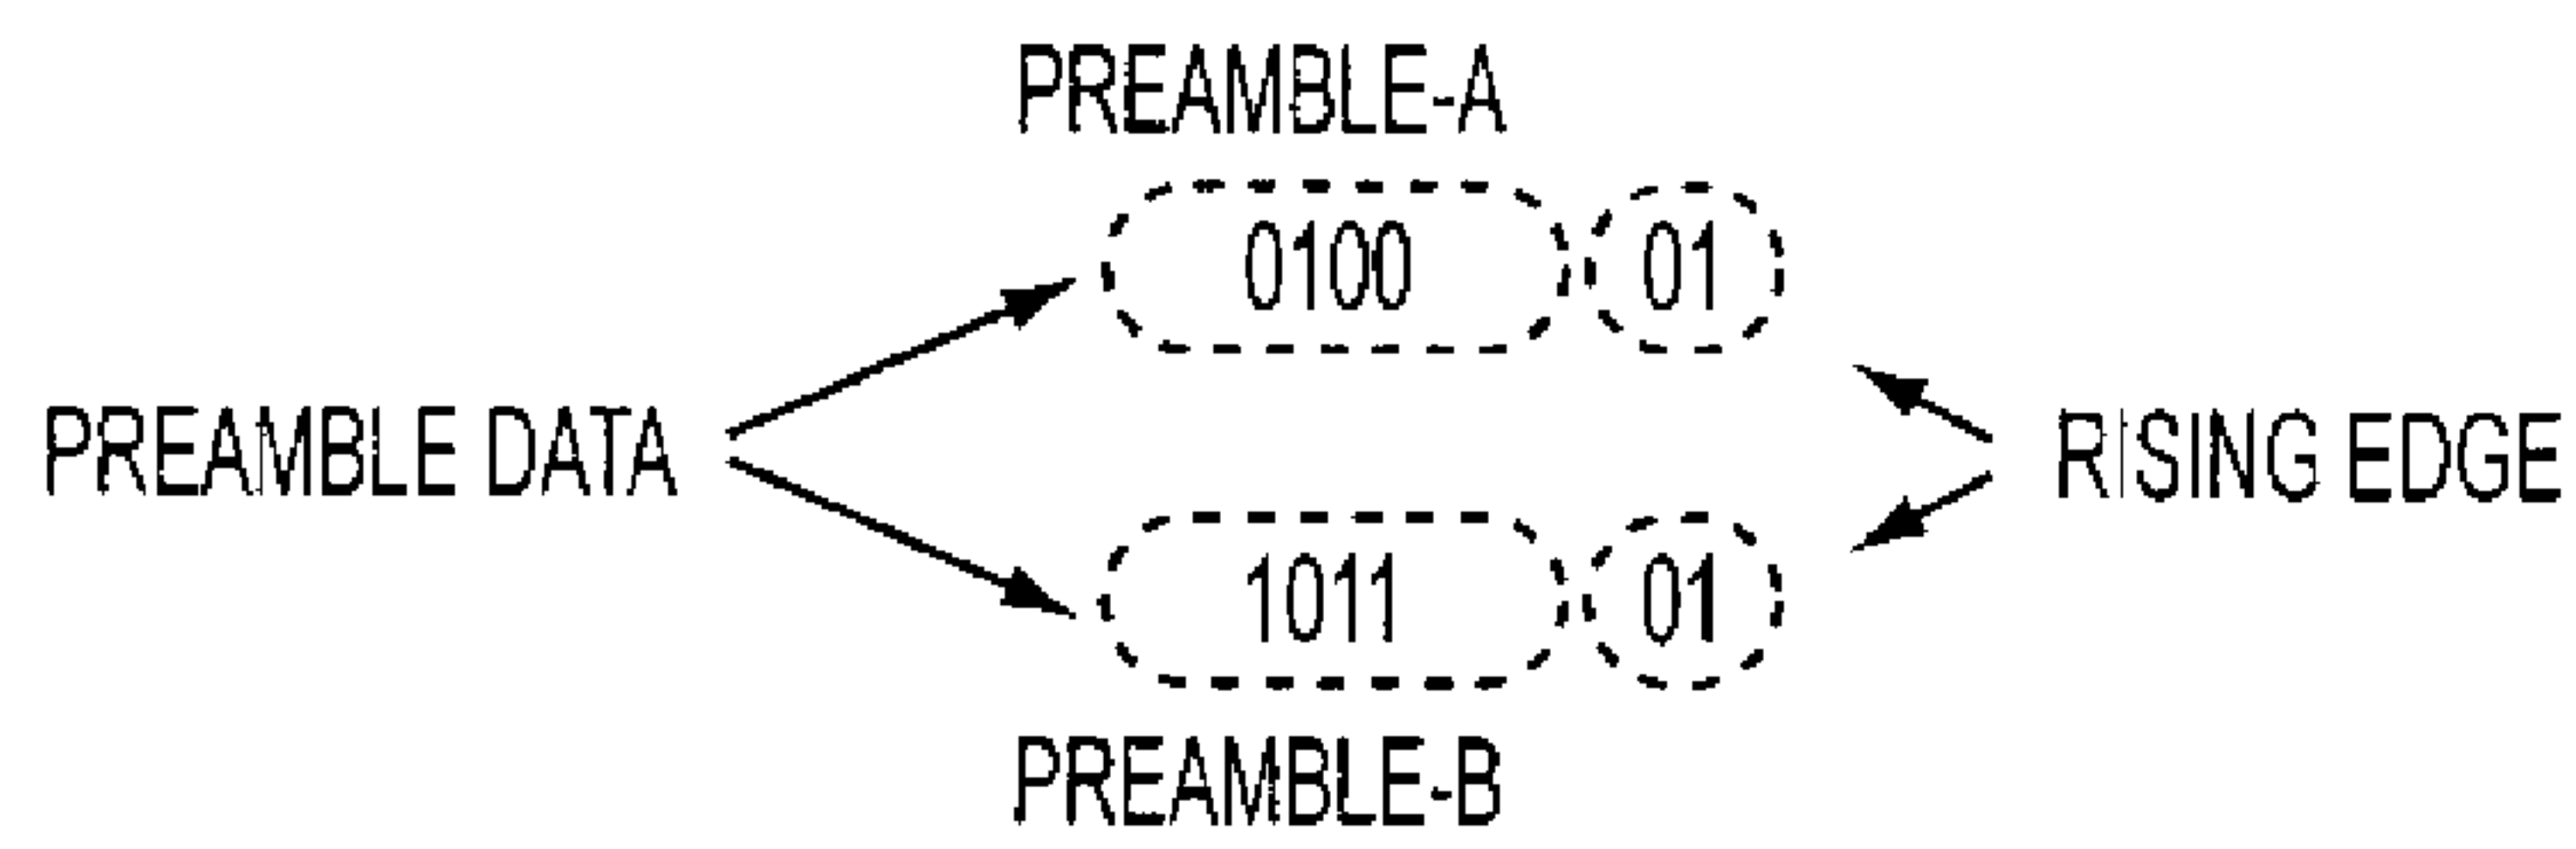 PREAMBLE-A
0100 01
PREAMBLE DATA
RISING EDGE
1011 01
PREAMBLE-B